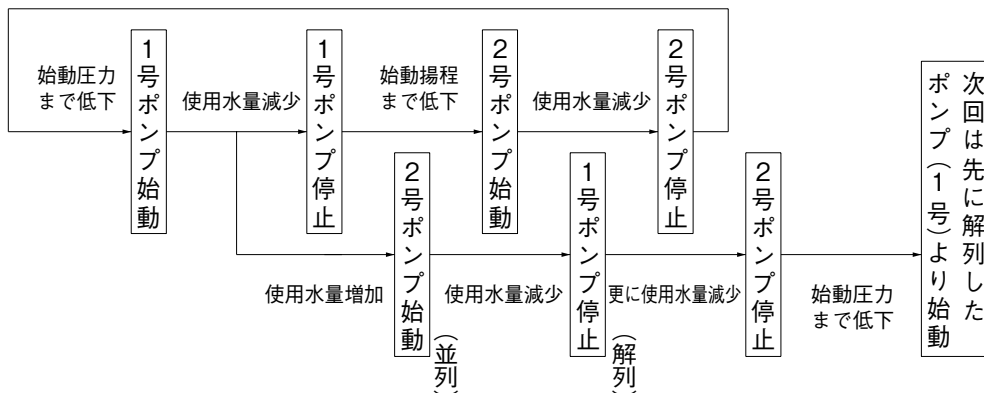 始動圧力
まで低下
1号ポンプ始動
使用水量減少
1号ポンプ停止
始動揚程
まで低下
2号ポンプ始動
使用水量減少
2号ポンプ停止
使用水量増加
2号ポンプ始動
(並列)
使用水量減少
1号ポンプ停止
(解列)
更に使用水量減少
2号ポンプ停止
始動圧力
まで低下
次回は先に解列した
ポンプ(1号)より始動